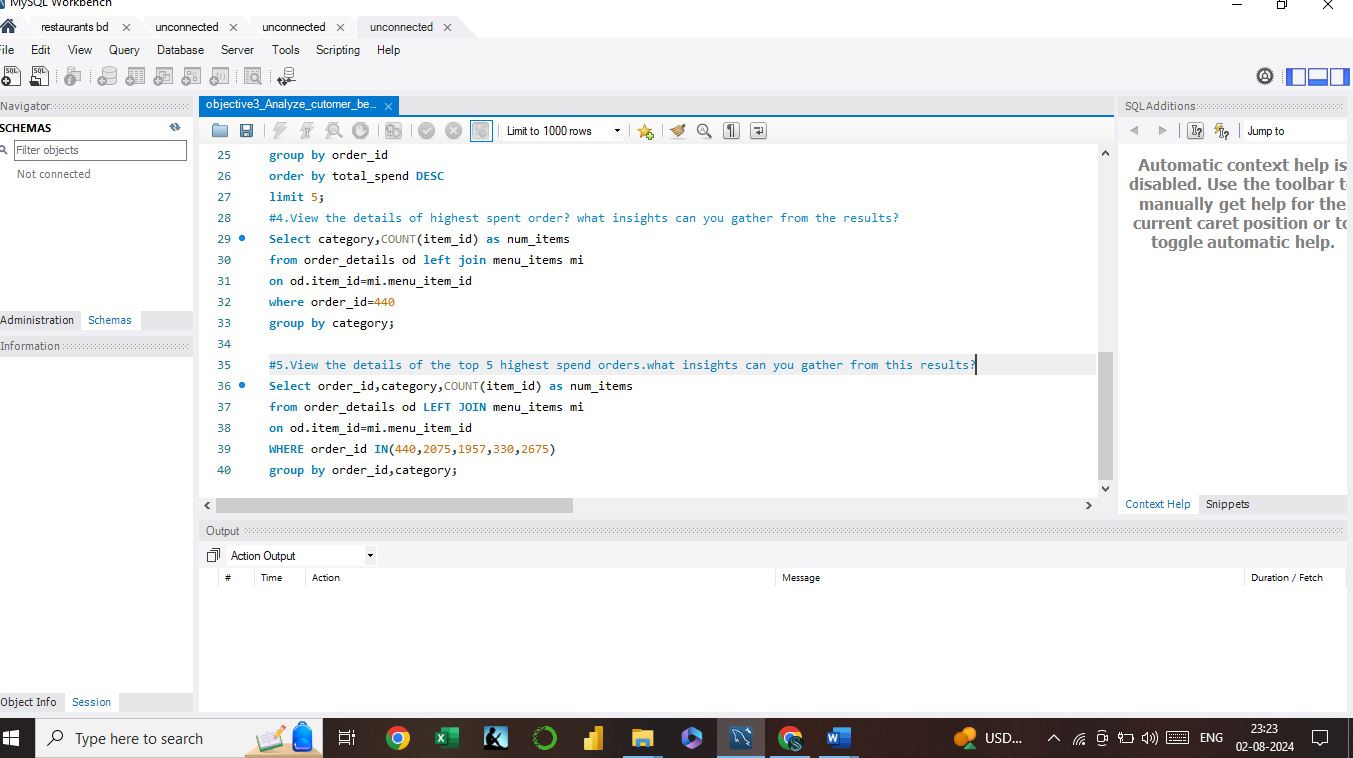 MySQL Workbench
restaurants bd
unconnected
unconnected
unconnected
File Edit View Query Database Server Tools Scripting Help
Navigator
SCHEMAS
Filter objects
Not connected
Administration Schemas
Information
Object Info Session
objective3_Analyze_cutomer_be...
Limit to 1000 rows
25 group by order_id
26 order by total_spend DESC
27 limit 5;
28 #4.View the details of highest spent order? what insights can you gather from the results?
29 Select category,COUNT(item_id) as num_items
30 from order_details od left join menu_items mi
31 on od.item_id=mi.menu_item_id
32 where order_id=440
33 group by category;
34
35 #5.View the details of the top 5 highest spend orders.what insights can you gather from this results?
36 Select order_id,category,COUNT(item_id) as num_items
37 from order_details od LEFT JOIN menu_items mi
38 on od.item_id=mi.menu_item_id
39 WHERE order_id IN(440,2075,1957,330,2675)
40 group by order_id,category;
SQLAdditions
Jump to
Automatic context help is
disabled. Use the toolbar t
manually get help for the
current caret position or to
toggle automatic help.
Context Help Snippets
Output
Action Output
# Time Action Message Duration / Fetch
Type here to search
USD...
ENG
23:23
02-08-2024